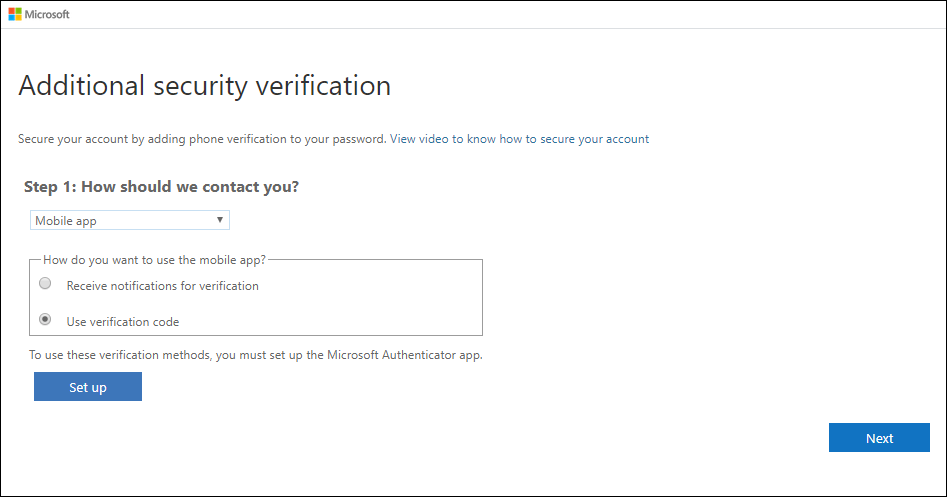 Microsoft
Additional security verification
Secure your account by adding phone verification to your password. View video to know how to secure your account
Step 1: How should we contact you?
Mobile app
How do you want to use the mobile app?
Receive notifications for verification
Use verification code
To use these verification methods, you must set up the Microsoft Authenticator app.
Set up
Next